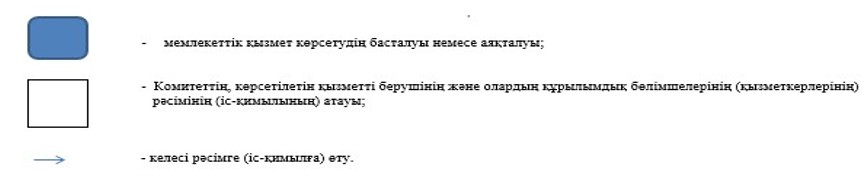 - мемлекеттік қызмет көрсетудің басталуы немесе аяқталуы;
- Комитеттің, көрсетілетін қызметті берушінің және олардың құрылымдық бөлімшелерінің (қызметкерлерінің)
рәсімінің (іс-қимылының) атауы;
- келесі рәсімге (іс-қимылға) өту.